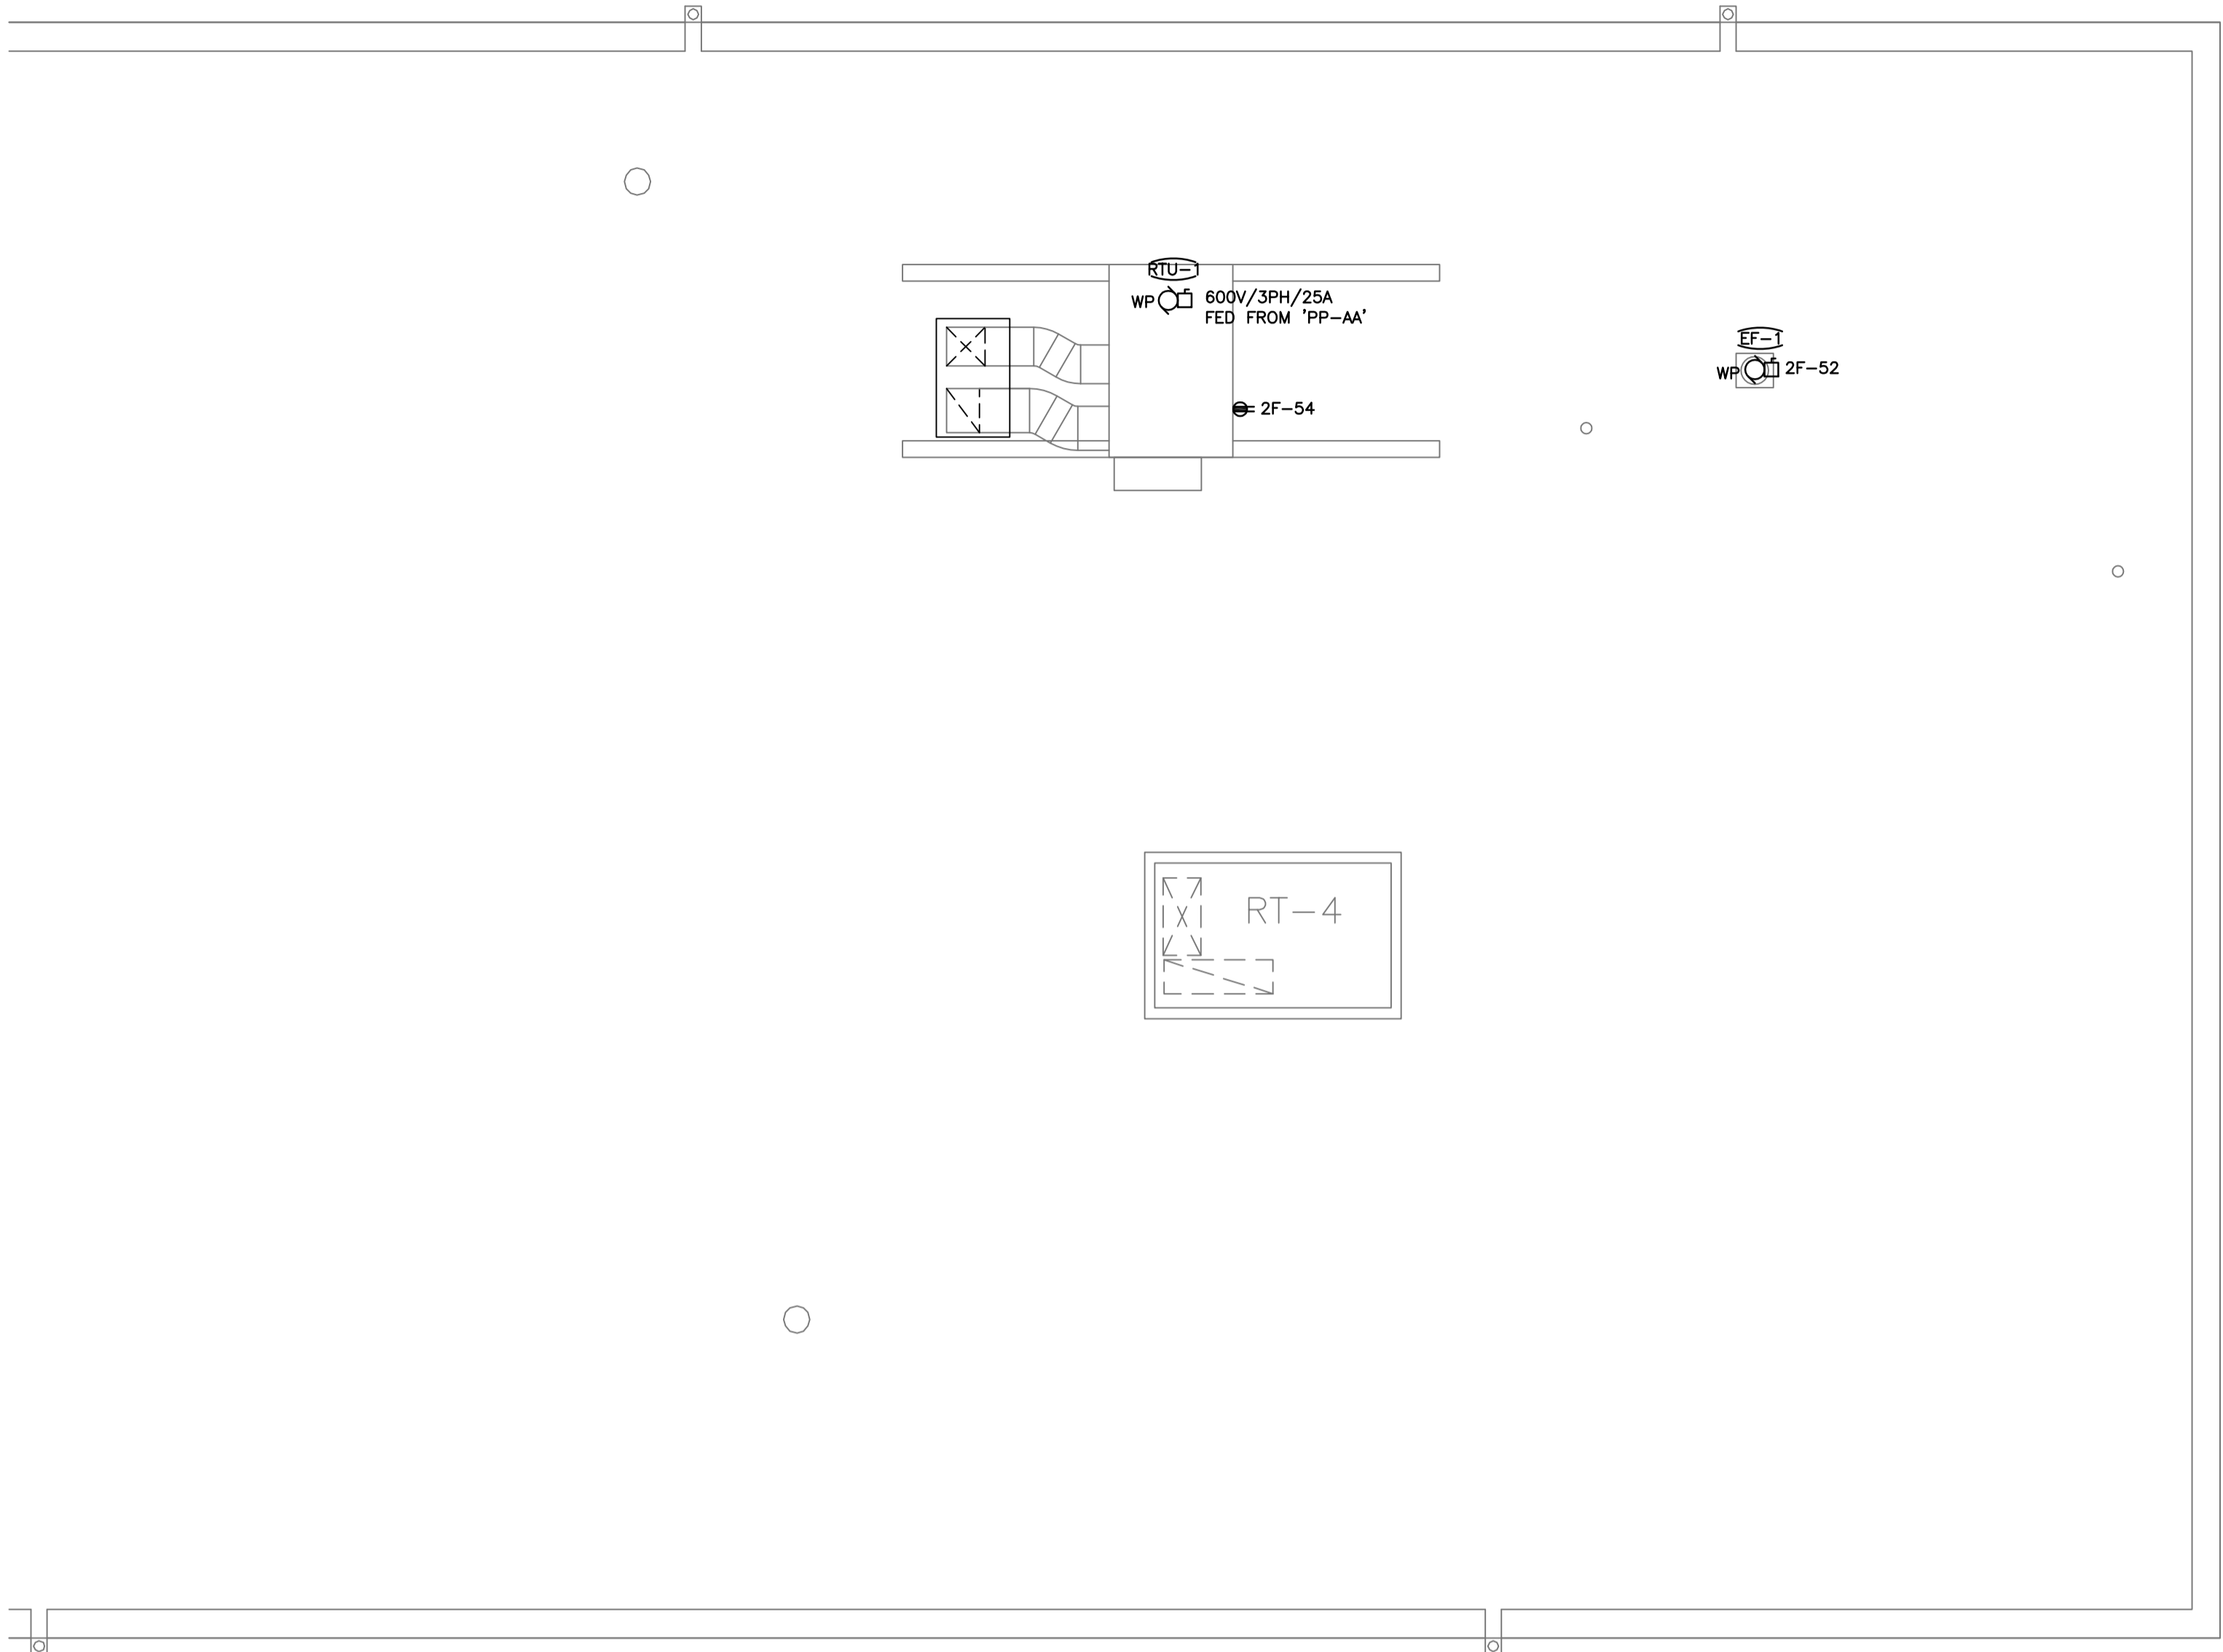 RTU-1
WP
600V/3PH/25A
FED FROM 'PP-AA'
EF-1
WP
2F-52
2F-54
RT-4